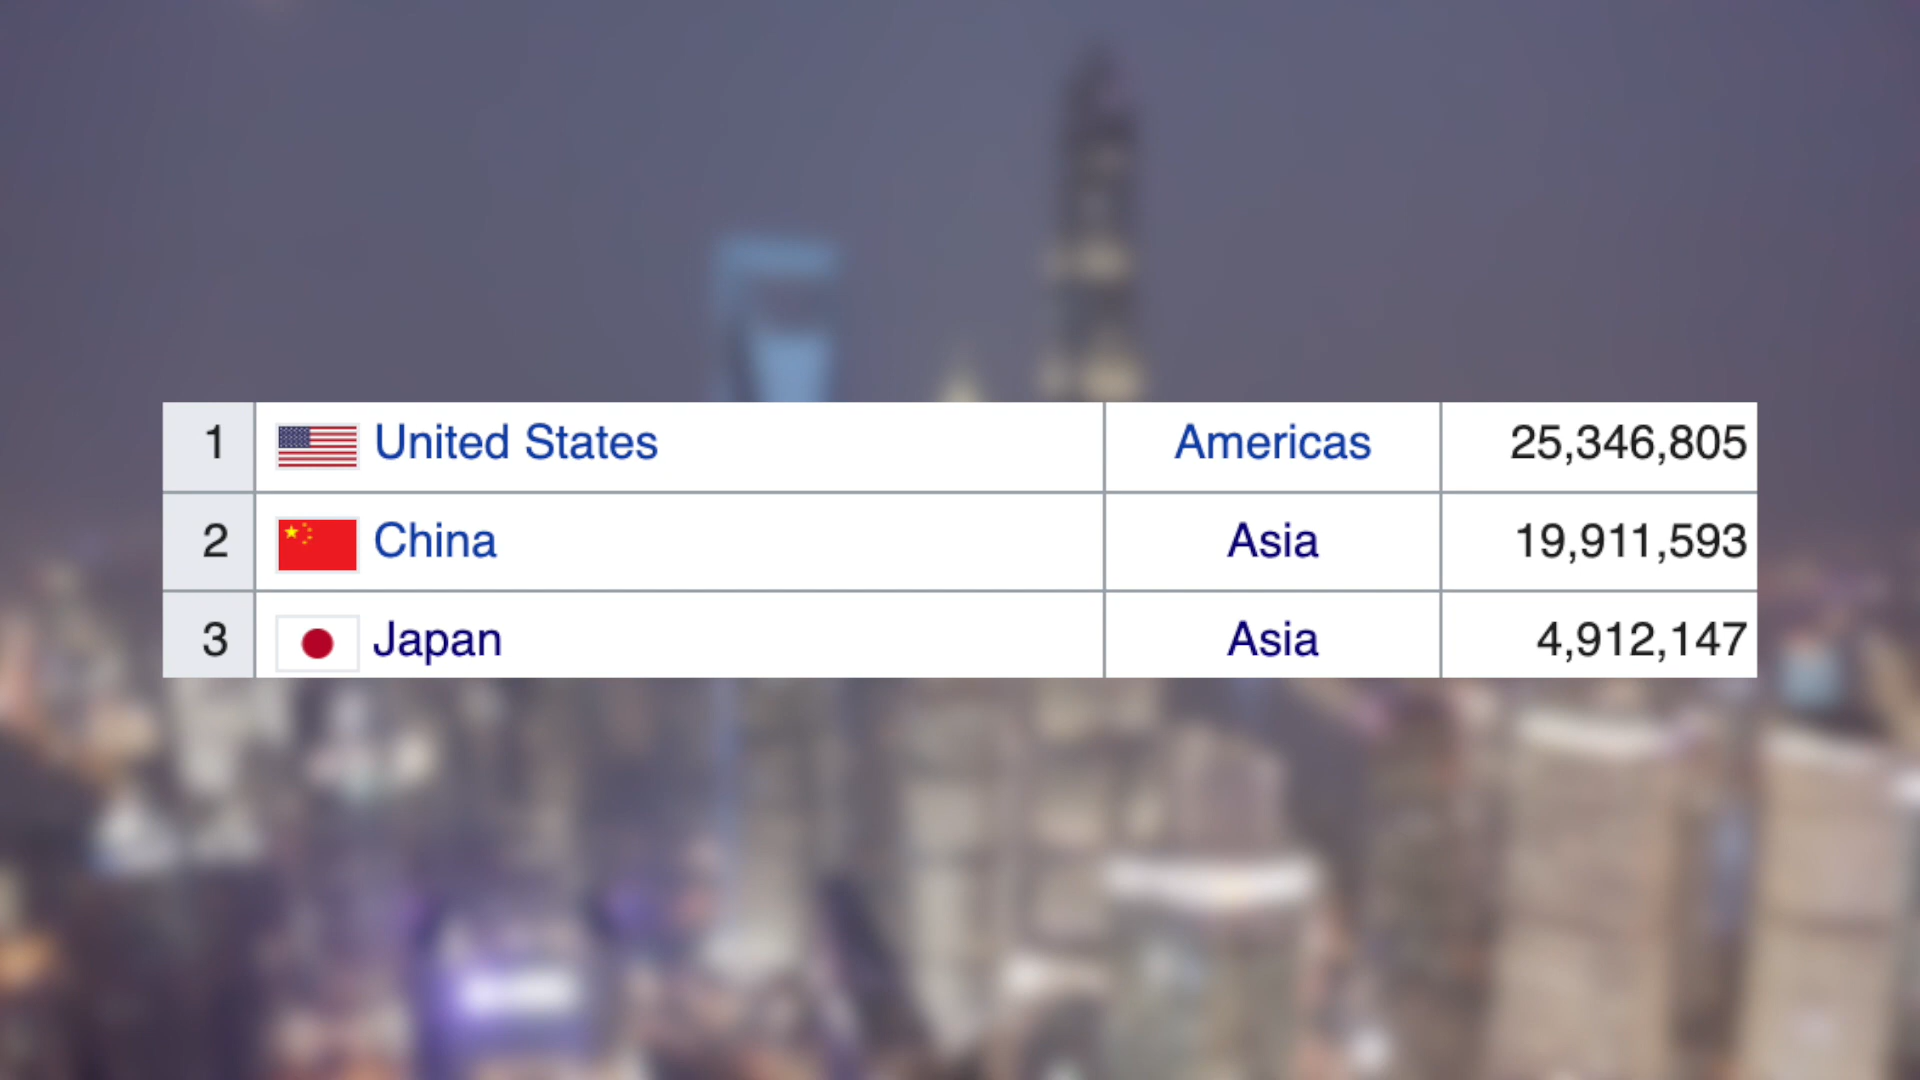 1 United States Americas 25,346,805
2 China Asia 19,911,593
3 Japan Asia 4,912,147